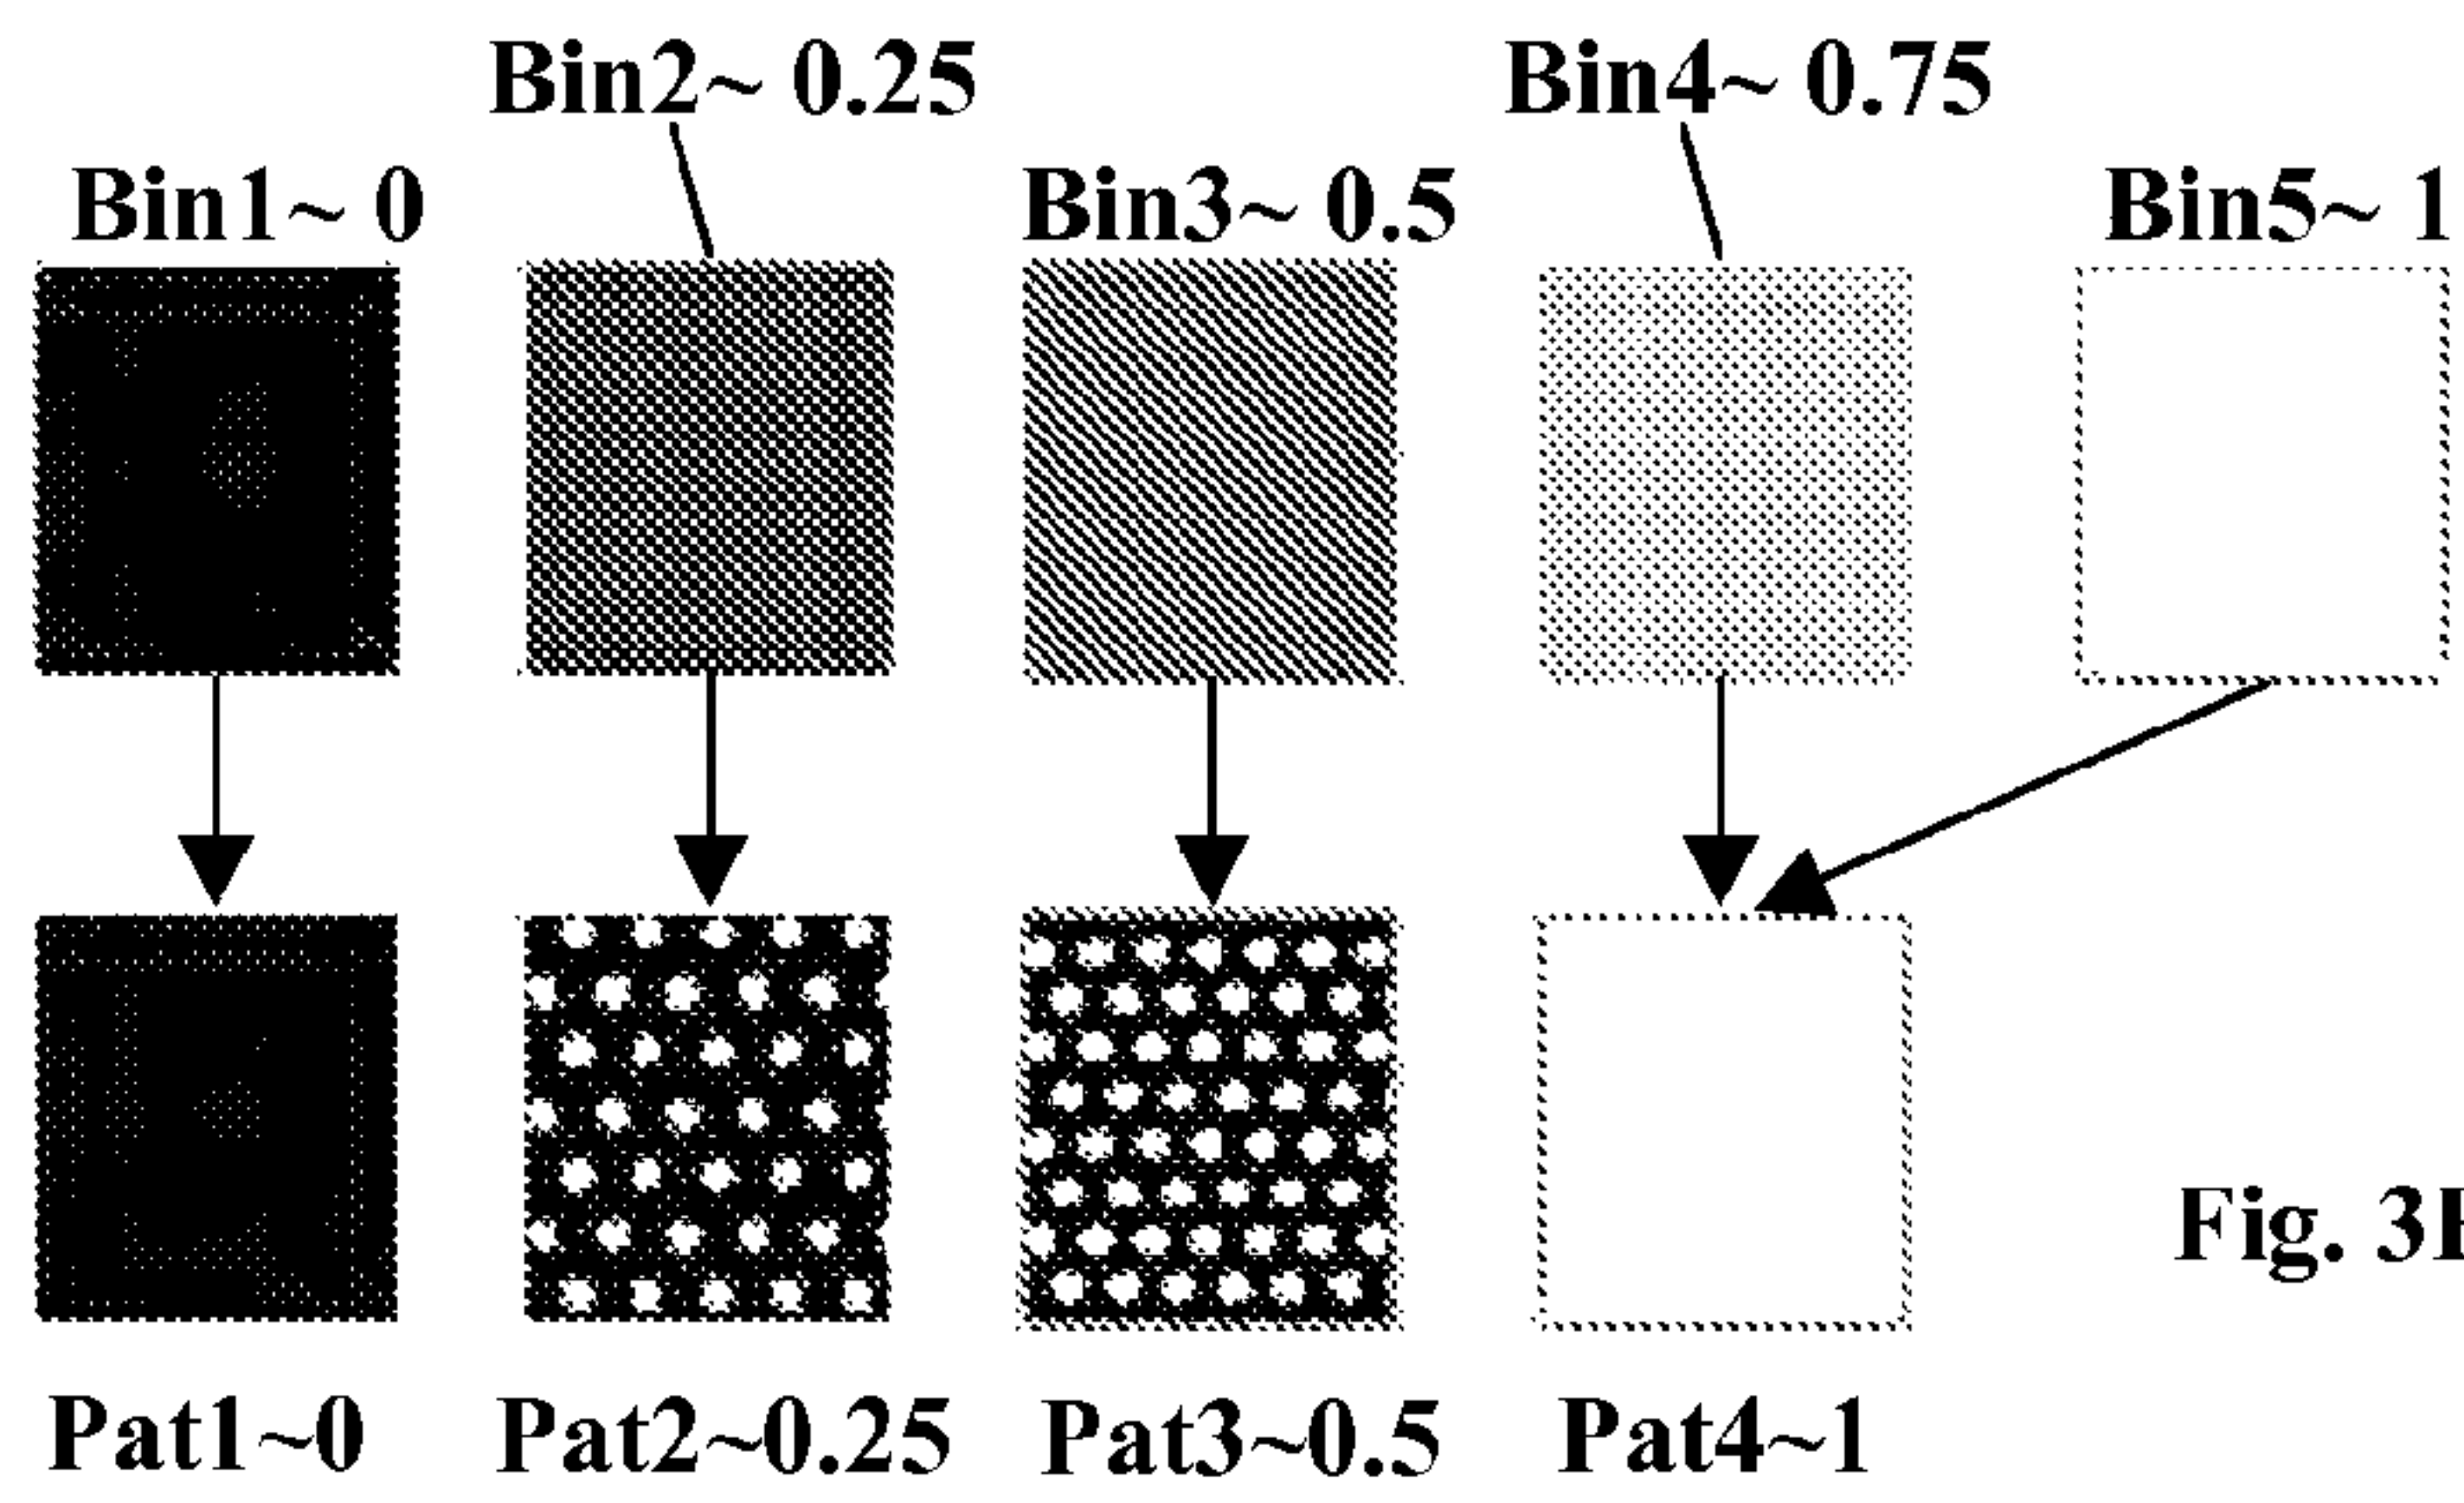 Bin2~ 0.25
Bin4~ 0.75
Bin1~ 0
Bin3~ 0.5
Bin5~ 1
Fig.
Pat1~0
Pat2~0.25
Pat3~0.5
Pat4~1